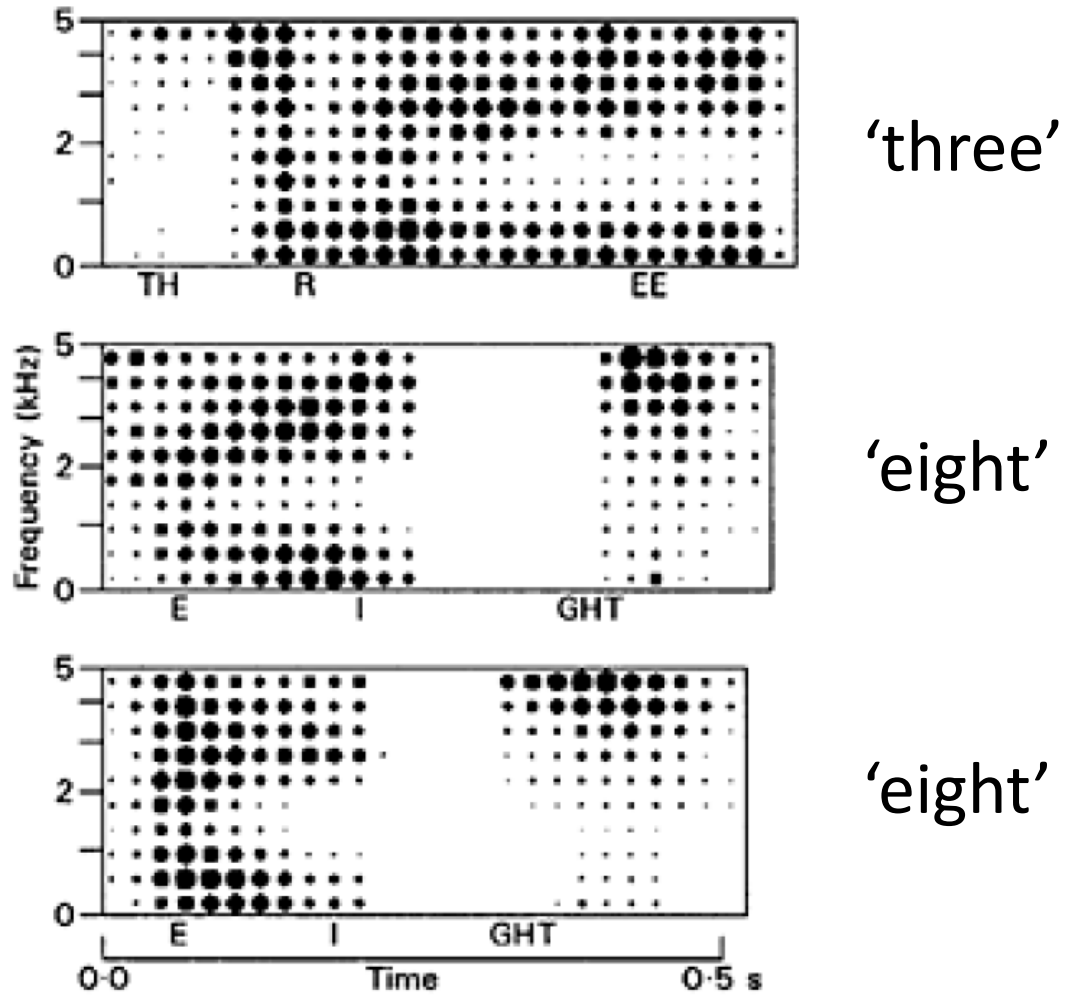 5
2
0
TH R EE
‘three’
Frequency (kHz)
5
2
0
E I GHT
‘eight’
5
2
0
E I GHT
‘eight’
0·0 Time 0·5 s